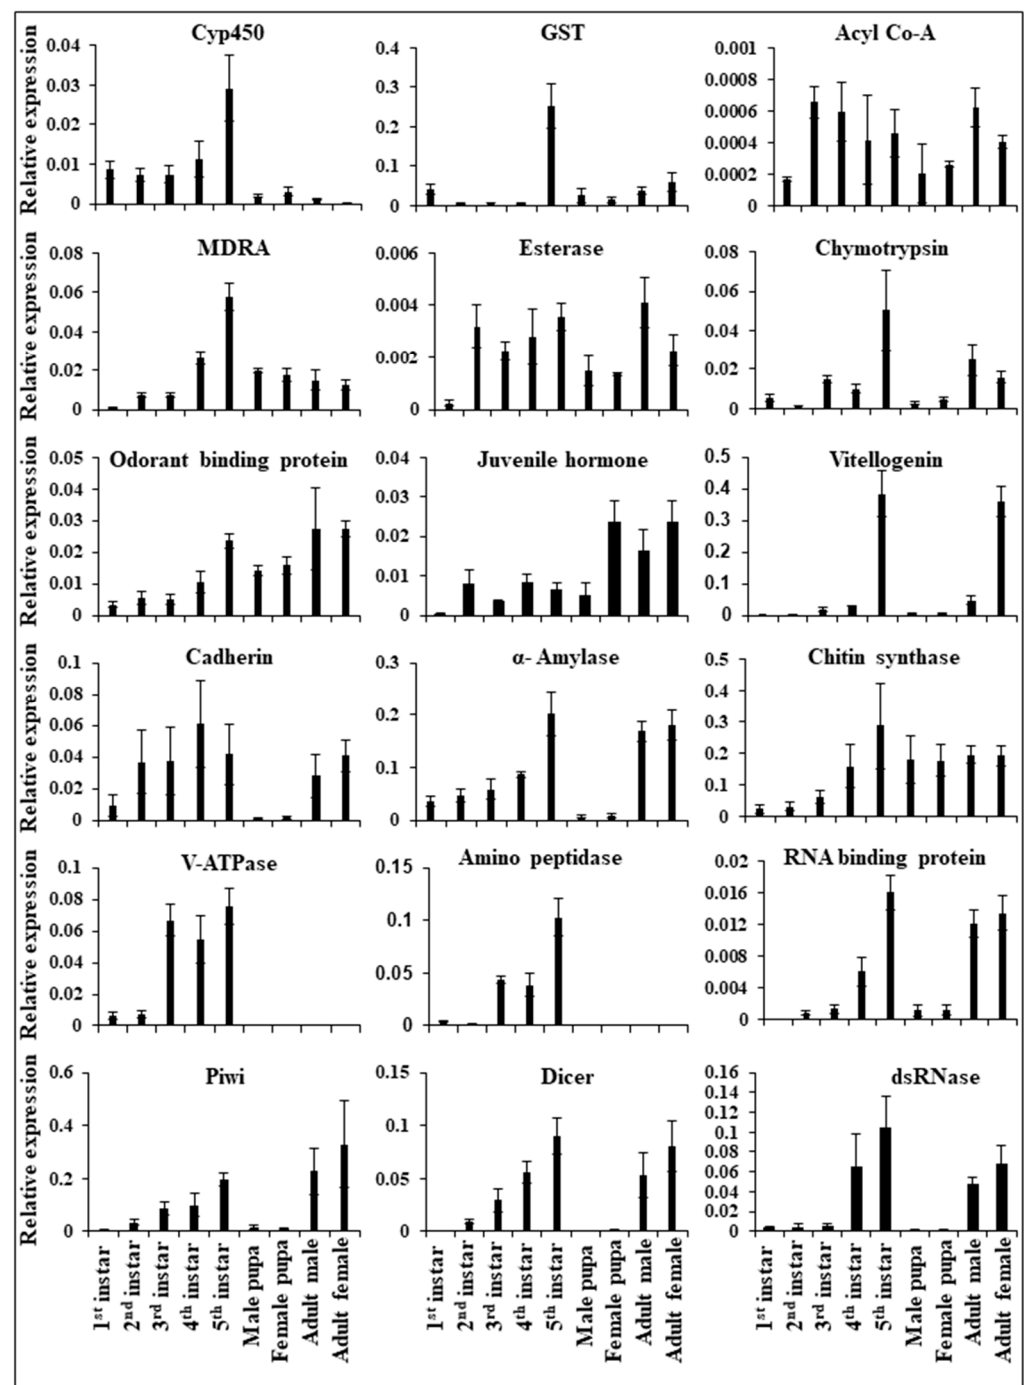 Cyp450 GST Acyl Co-A
Relative expression
0.04 0.4 0.001
0.03 0.3 0.0008
0.02 0.2 0.0006
0.01 0.1 0.0004
0 0 0.0002
0
MDRA Esterase Chymotrypsin
Relative expression
0.08 0.006 0.08
0.06 0.004 0.06
0.04 0.002 0.04
0.02 0 0.02
0 0
Odorant binding protein Juvenile hormone Vitellogenin
Relative expression
0.05 0.04 0.5
0.04 0.03 0.4
0.03 0.02 0.3
0.02 0.01 0.2
0.01 0 0.1
0 0
Cadherin α- Amylase Chitin synthase
Relative expression
0.1 0.3 0.5
0.08 0.2 0.4
0.06 0.1 0.3
0.04 0 0.2
0.02 0.1
0 0
V-ATPase Amino peptidase RNA binding protein
Relative expression
0.1 0.15 0.02
0.08 0.1 0.016
0.06 0.05 0.012
0.04 0 0.008
0.02 0.004
0 0
Piwi Dicer dsRNase
Relative expression
0.6 0.15 0.16
0.4 0.1 0.14
0.2 0.05 0.12
0 0 0.1
0.08
0.06
0.04
0.02
0
1st instar
2nd instar
3rd instar
4th instar
5th instar
Male pupa
Female pupa
Adult male
Adult female
1st instar
2nd instar
3rd instar
4th instar
5th instar
Male pupa
Female pupa
Adult male
Adult female
1st instar
2nd instar
3rd instar
4th instar
5th instar
Male pupa
Female pupa
Adult male
Adult female